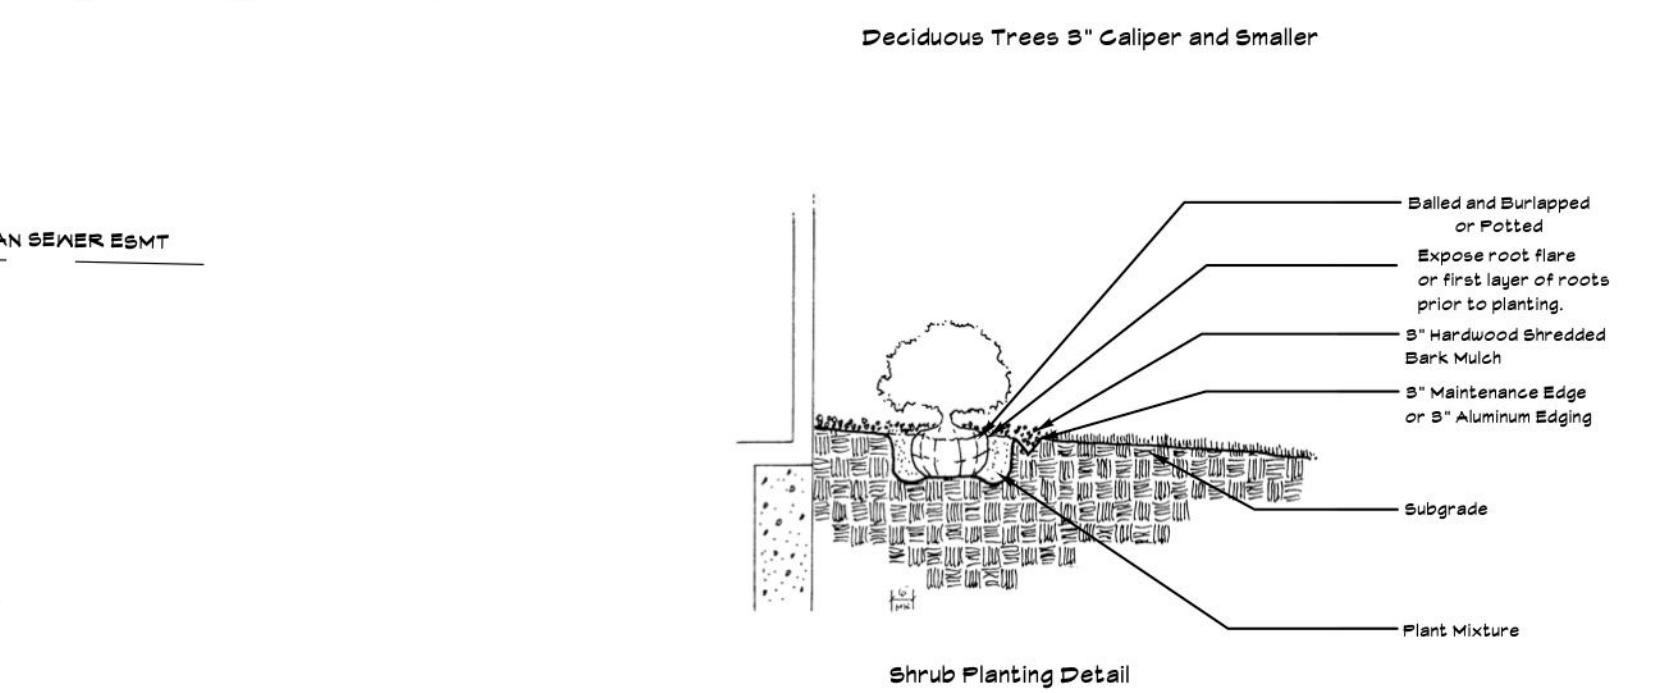 Deciduous Trees 3" Caliper and Smaller
AN SEWER ESMT
Balled and Burlapped
or Potted
Expose root flare
or first layer of roots
prior to planting.
3" Hardwood Shredded
Bark Mulch
3" Maintenance Edge
or 3" Aluminum Edging
Subgrade
6"
MIN
Plant Mixture
Shrub Planting Detail